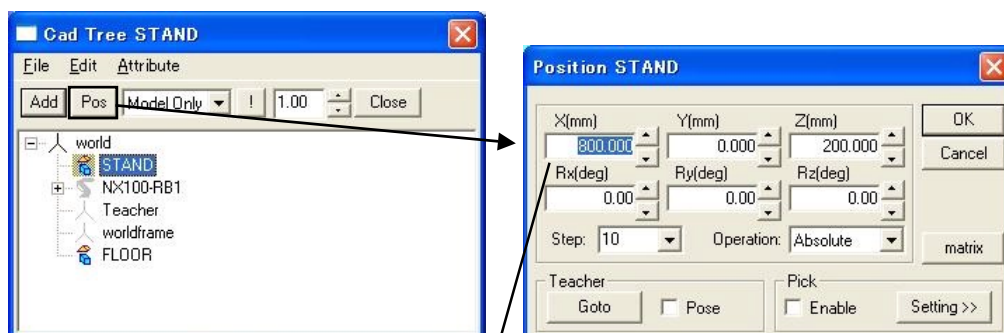 Cad Tree STAND
File Edit Attribute
Add Pos Model Only ! 1.00 Close
world
STAND
NX100-RB1
Teacher
worldframe
FLOOR
Position STAND
X(mm) Y(mm) Z(mm)
800.000 0.000 200.000
Rx(deg) Ry(deg) Rz(deg)
0.00 0.00 0.00
Step: 10 Operation: Absolute
OK
Cancel
matrix
Teacher
Goto Pose
Pick
Enable Setting >>